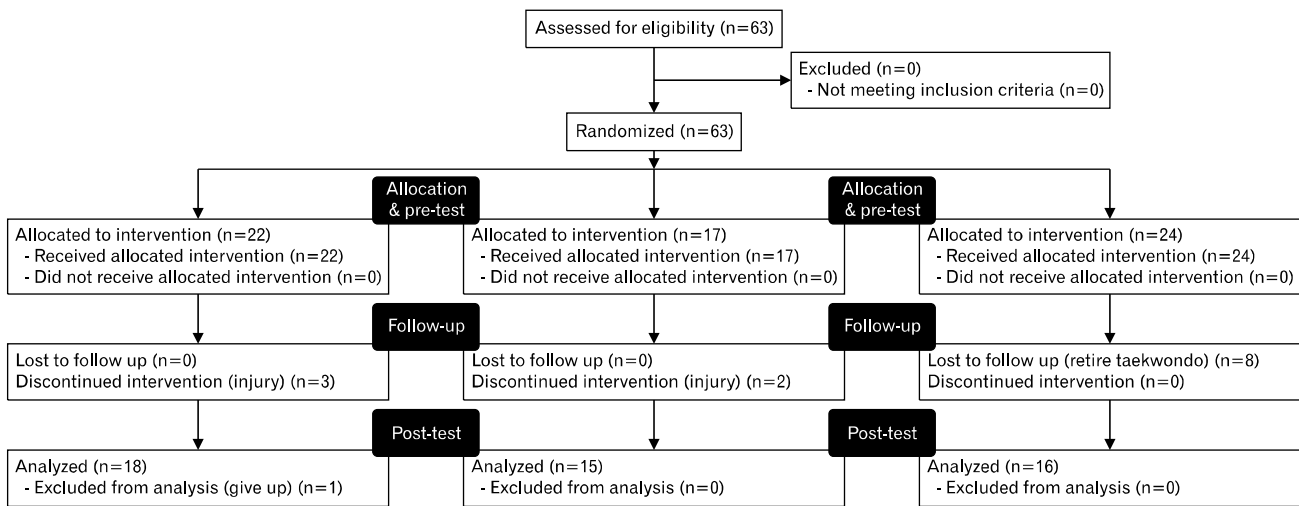 Assessed for eligibility (n=63)
Excluded (n=0)
- Not meeting inclusion criteria (n=0)
Randomized (n=63)
Allocation
& pre-test
Allocation
& pre-test
Allocated to intervention (n=22)
- Received allocated intervention (n=22)
- Did not receive allocated intervention (n=0)
Allocated to intervention (n=17)
- Received allocated intervention (n=17)
- Did not receive allocated intervention (n=0)
Allocated to intervention (n=24)
- Received allocated intervention (n=24)
- Did not receive allocated intervention (n=0)
Follow-up
Follow-up
Lost to follow up (n=0)
Discontinued intervention (injury) (n=3)
Lost to follow up (n=0)
Discontinued intervention (injury) (n=2)
Lost to follow up (retire taekwondo) (n=8)
Discontinued intervention (n=0)
Post-test
Post-test
Analyzed (n=18)
- Excluded from analysis (give up) (n=1)
Analyzed (n=15)
- Excluded from analysis (n=0)
Analyzed (n=16)
- Excluded from analysis (n=0)